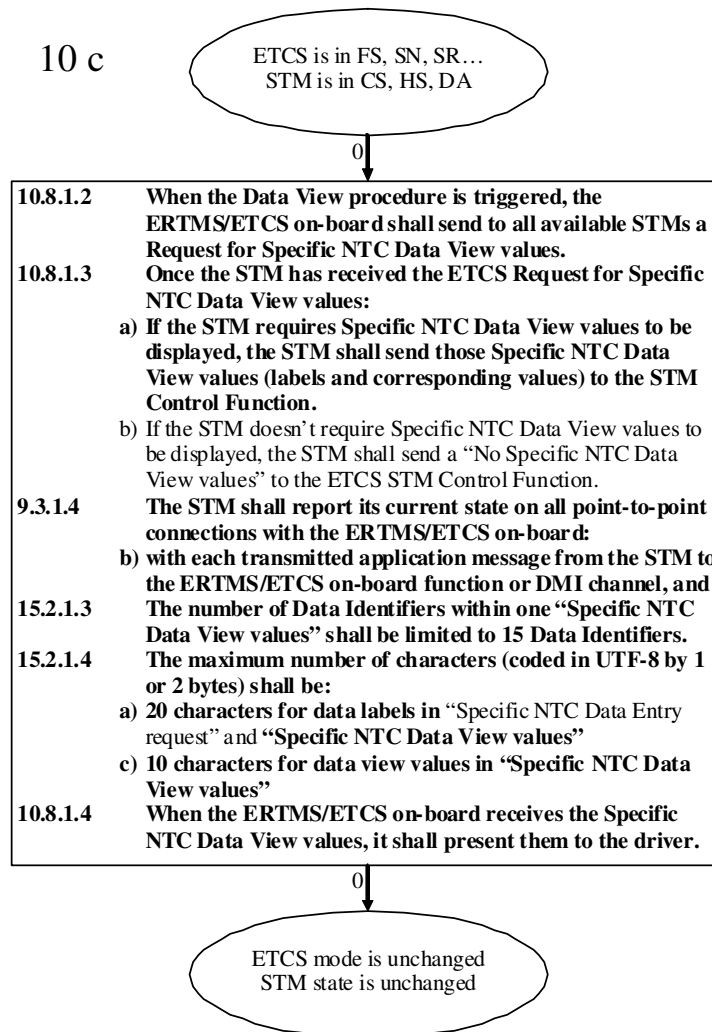 10 c
ETCS is in FS, SN, SR…
STM is in CS, HS, DA
0
10.8.1.2 When the Data View procedure is triggered, the
ERTMS/ETCS on-board shall send to all available STMs a
Request for Specific NTC Data View values.
10.8.1.3 Once the STM has received the ETCS Request for Specific
NTC Data View values:
a) If the STM requires Specific NTC Data View values to be
displayed, the STM shall send those Specific NTC Data
View values (labels and corresponding values) to the STM
Control Function.
b) If the STM doesn’t require Specific NTC Data View values to
be displayed, the STM shall send a “No Specific NTC Data
View values” to the ETCS STM Control Function.
9.3.1.4 The STM shall report its current state on all point-to-point
connections with the ERTMS/ETCS on-board:
b) with each transmitted application message from the STM to
the ERTMS/ETCS on-board function or DMI channel, and
15.2.1.3 The number of Data Identifiers within one “Specific NTC
Data View values” shall be limited to 15 Data Identifiers.
15.2.1.4 The maximum number of characters (coded in UTF-8 by 1
or 2 bytes) shall be:
a) 20 characters for data labels in “Specific NTC Data Entry
request” and “Specific NTC Data View values”
c) 10 characters for data view values in “Specific NTC Data
View values”
10.8.1.4 When the ERTMS/ETCS on-board receives the Specific
NTC Data View values, it shall present them to the driver.
0
ETCS mode is unchanged
STM state is unchanged